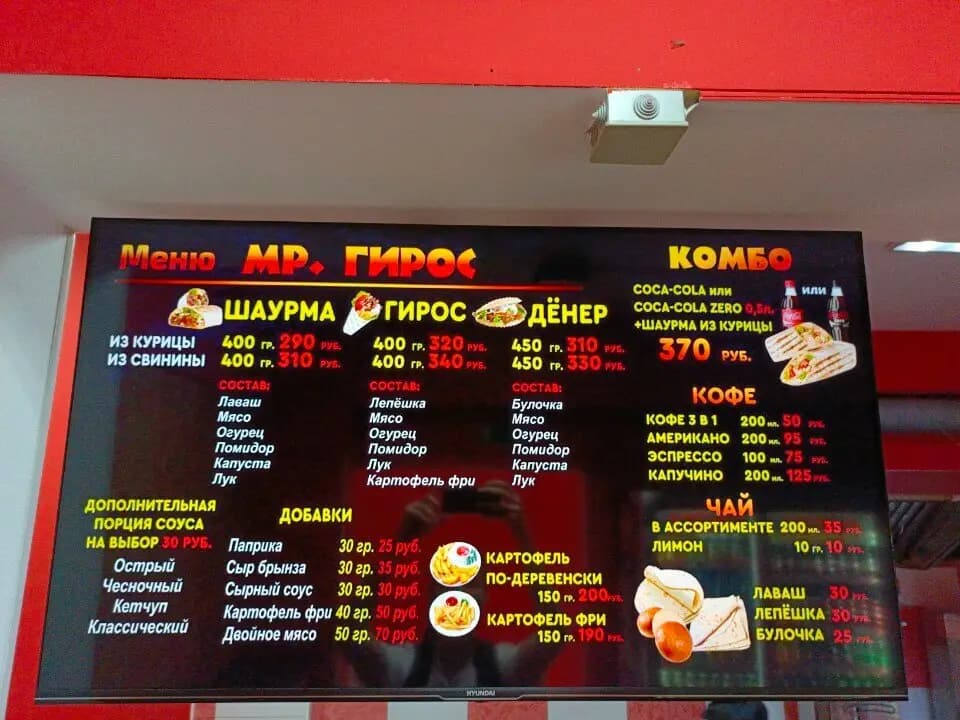 Меню МР. ГИРОС
ШАУРМА ГИРОС ДЁНЕР
ИЗ КУРИЦЫ 400 ГР. 290 РУБ. 400 ГР. 320 РУБ. 450 ГР. 310 РУБ.
ИЗ СВИНИНЫ 400 ГР. 310 РУБ. 400 ГР. 340 РУБ. 450 ГР. 330 РУБ.
СОСТАВ:
Лаваш
Мясо
Огурец
Помидор
Капуста
Лук
СОСТАВ:
Лепёшка
Мясо
Огурец
Помидор
Лук
Картофель фри
СОСТАВ:
Булочка
Мясо
Огурец
Помидор
Капуста
Лук
ДОПОЛНИТЕЛЬНАЯ
ПОРЦИЯ СОУСА
НА ВЫБОР 30 РУБ.
Острый
Чесночный
Кетчуп
Классический
ДОБАВКИ
Паприка 30 гр. 25 руб.
Сыр брынза 30 гр. 35 руб.
Сырный соус 30 гр. 30 руб.
Картофель фри 40 гр. 50 руб.
Двойное мясо 50 гр. 70 руб.
КАРТОФЕЛЬ
ПО-ДЕРЕВЕНСКИ
150 ГР. 200 РУБ.
КАРТОФЕЛЬ ФРИ
150 ГР. 190 РУБ.
КОМБО
COCA-COLA ИЛИ
COCA-COLA ZERO 0,5л.
+ШАУРМА ИЗ КУРИЦЫ
370 РУБ.
ИЛИ
КОФЕ
КОФЕ 3 В 1 200 мл. 50 РУБ.
АМЕРИКАНО 200 мл. 95 РУБ.
ЭСПРЕССО 100 мл. 75 РУБ.
КАПУЧИНО 200 мл. 125 РУБ.
ЧАЙ
В АССОРТИМЕНТЕ 200 мл. 35 РУБ.
ЛИМОН 10 ГР. 10 РУБ.
ЛАВАШ 30 РУБ.
ЛЕПЁШКА 30 РУБ.
БУЛОЧКА 25 РУБ.
HYUNDAI